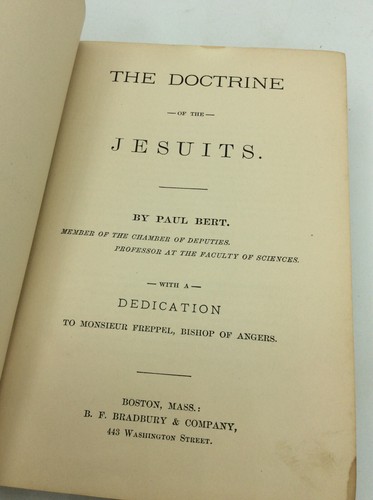 THE DOCTRINE
— OF THE —
JESUITS.
BY PAUL BERT.
MEMBER OF THE CHAMBER OF DEPUTIES.
PROFESSOR AT THE FACULTY OF SCIENCES.
— WITH A —
DEDICATION
TO MONSIEUR FREPPEL, BISHOP OF ANGERS.
BOSTON, MASS.:
B. F. BRADBURY & COMPANY,
443 WASHINGTON STREET.